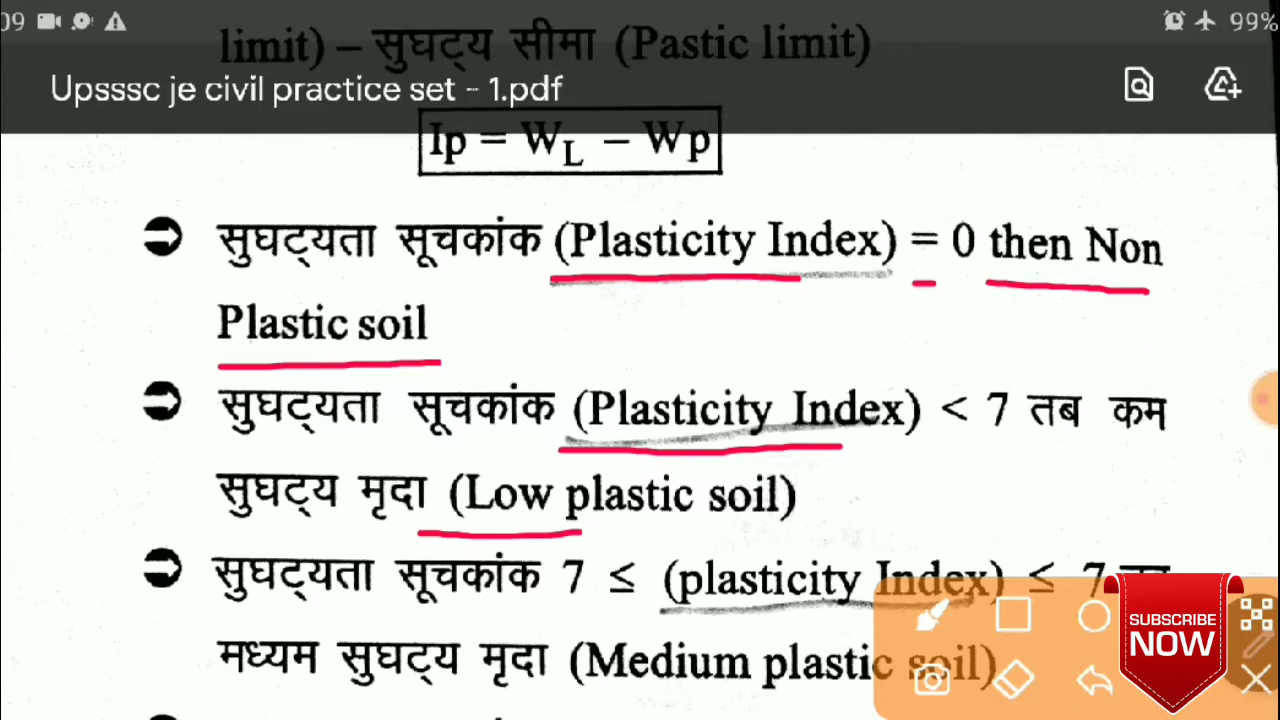 09 99%
limit) – सुघट्य सीमा (Pastic limit)
Upsssc je civil practice set - 1.pdf
Ip = WL – Wp
➲ सुघट्यता सूचकांक (Plasticity Index) = 0 then Non
Plastic soil
➲ सुघट्यता सूचकांक (Plasticity Index) < 7 तब कम
सुघट्य मृदा (Low plastic soil)
➲ सुघट्यता सूचकांक 7 ≤ (plasticity Index) ≤ 7
मध्यम सुघट्य मृदा (Medium plastic soil)
SUBSCRIBE
NOW